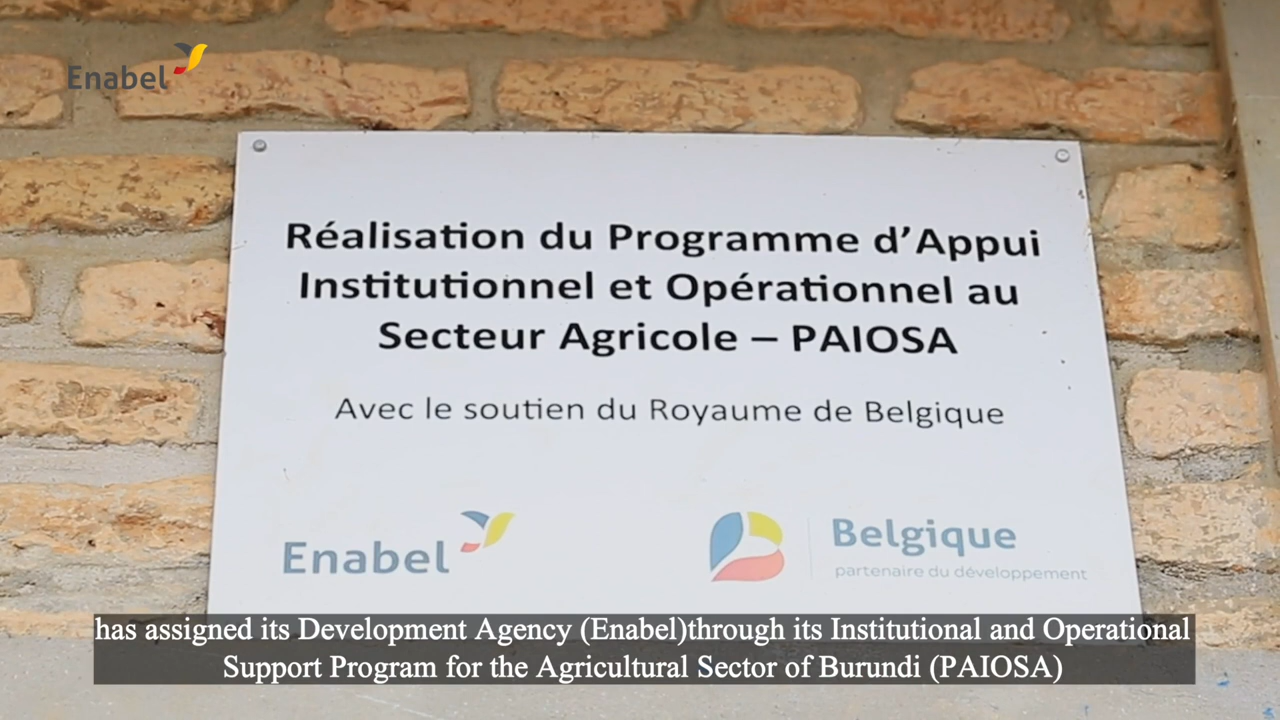 Enabel
Réalisation du Programme d'Appui
Institutionnel et Opérationnel au
Secteur Agricole – PAIOSA
Avec le soutien du Royaume de Belgique
Enabel
Belgique
partenaire du développement
has assigned its Development Agency (Enabel)through its Institutional and Operational
Support Program for the Agricultural Sector of Burundi (PAIOSA)